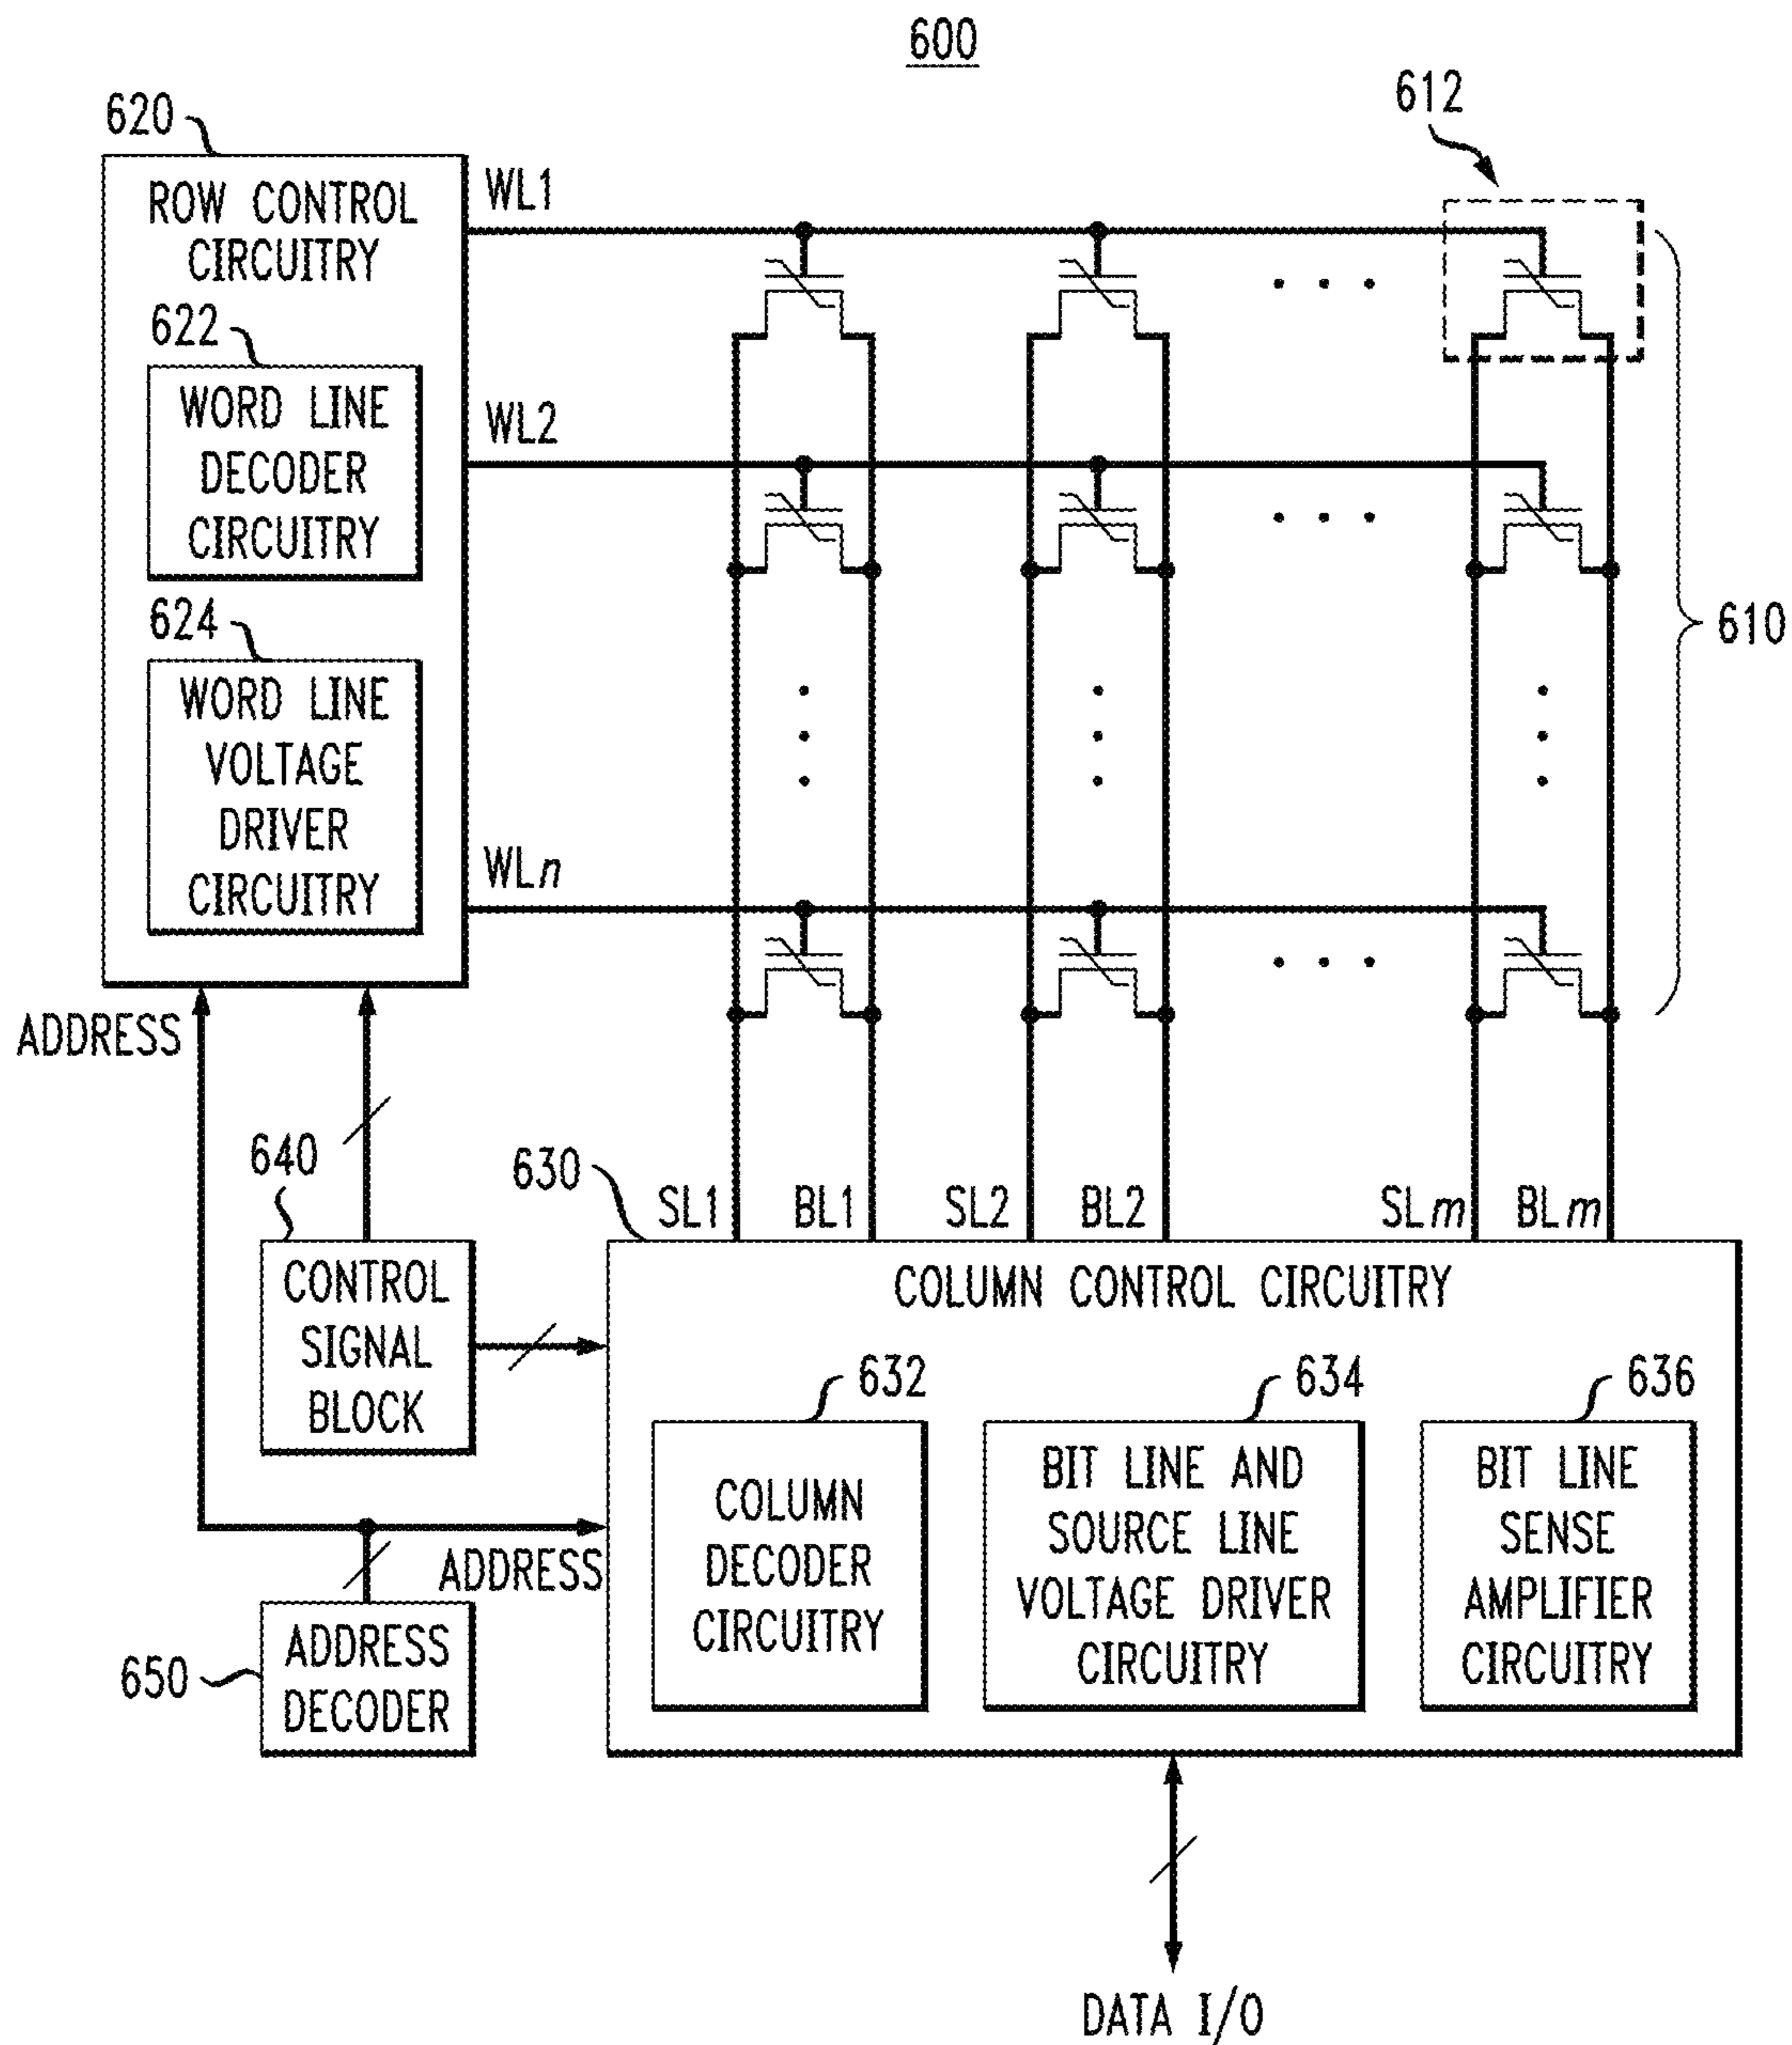 600
612
620
ROW CONTROL
CIRCUITRY
WL1
622
WORD LINE
DECODER
CIRCUITRY
WL2
624
WORD LINE
VOLTAGE
DRIVER
CIRCUITRY
610
WLn
ADDRESS
640
630
SL1
BL1
SL2
BL2
SLm
BLm
CONTROL
SIGNAL
BLOCK
COLUMN CONTROL CIRCUITRY
632
634
636
COLUMN
DECODER
CIRCUITRY
BIT LINE AND
SOURCE LINE
VOLTAGE DRIVER
CIRCUITRY
BIT LINE
SENSE
AMPLIFIER
CIRCUITRY
ADDRESS
650
ADDRESS
DECODER
DATA I/O